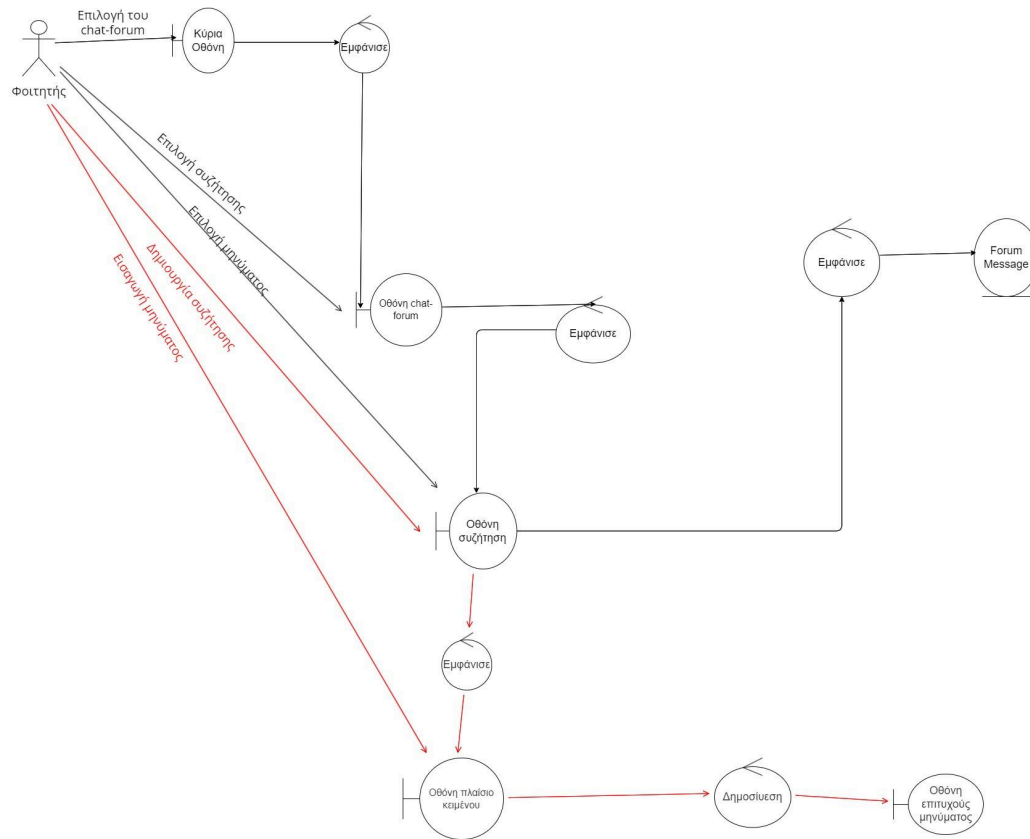 Επιλογή του
chat-forum
Κύρια
Οθόνη
Εμφάνισε
Φοιτητής
Επιλογή συζήτησης
Επιλογή μηνύματος
Δημιουργία συζήτησης
Εισαγωγή μηνύματος
Οθόνη chat-
forum
Εμφάνισε
Εμφάνισε
Forum
Message
Οθόνη
συζήτηση
Εμφάνισε
Οθόνη πλαίσιο
κειμένου
Δημοσίυεση
Οθόνη
επιτυχούς
μηνύματος